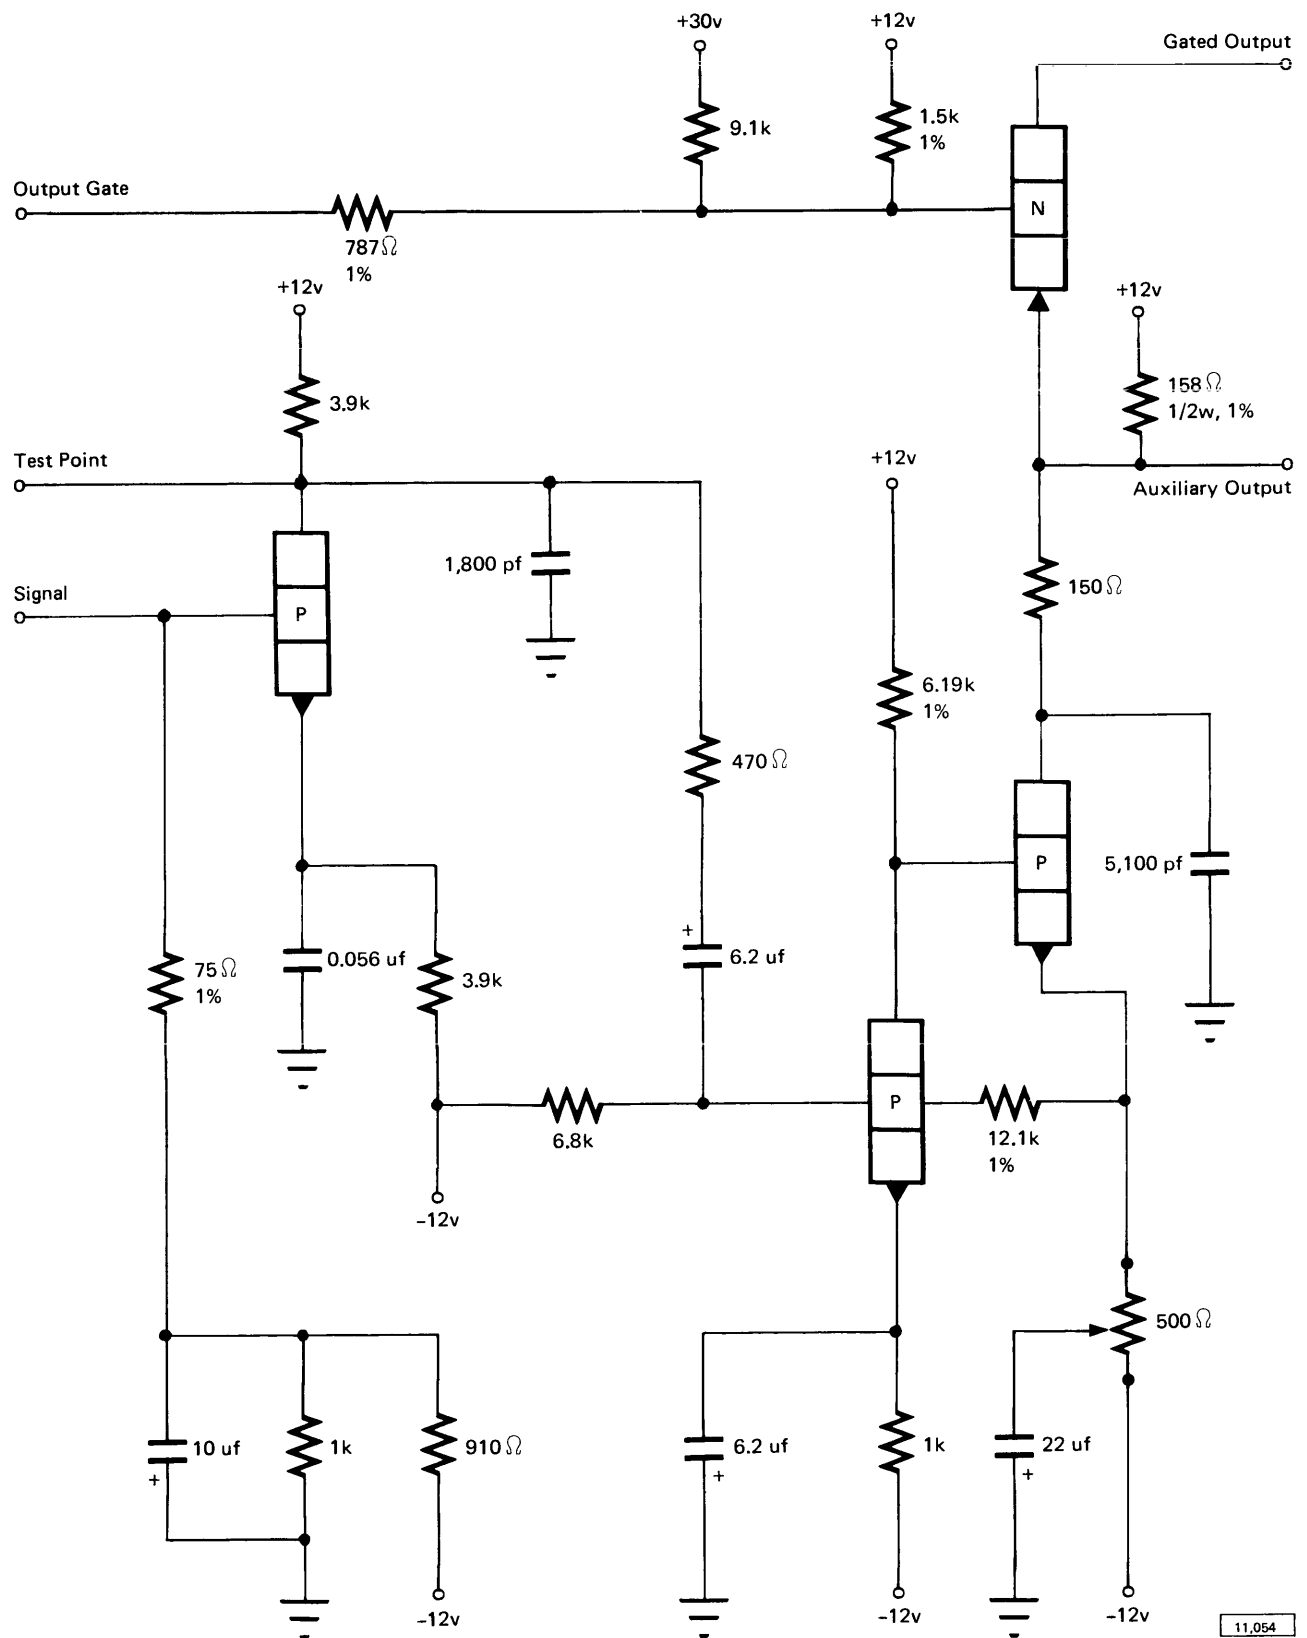 +30v
+12v
Gated Output
9.1k
1.5k
1%
Output Gate
N
787Ω
1%
+12v
+12v
3.9k
158Ω
1/2w, 1%
Test Point
+12v
Auxiliary Output
1,800 pf
150Ω
Signal
P
6.19k
1%
470Ω
P
5,100 pf
+
0.056 uf
6.2 uf
75Ω
1%
3.9k
P
6.8k
12.1k
1%
-12v
500Ω
10 uf
+
1k
910Ω
6.2 uf
+
1k
22 uf
+
-12v
-12v
-12v
11,054